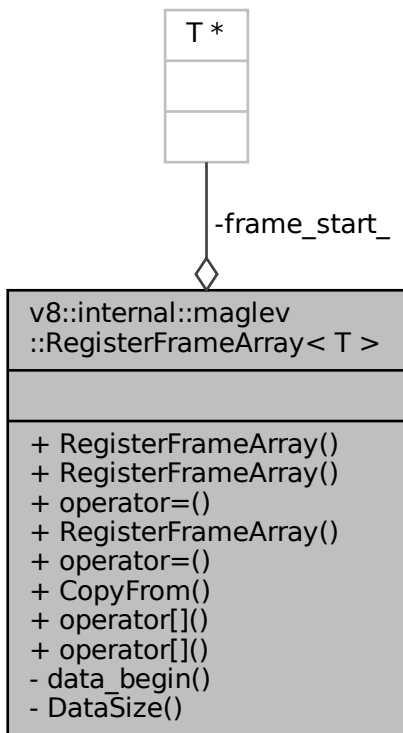 T *
-frame_start_
v8::internal::maglev
::RegisterFrameArray< T >
+ RegisterFrameArray()
+ RegisterFrameArray()
+ operator=()
+ RegisterFrameArray()
+ operator=()
+ CopyFrom()
+ operator[]()
+ operator[]()
- data_begin()
- DataSize()